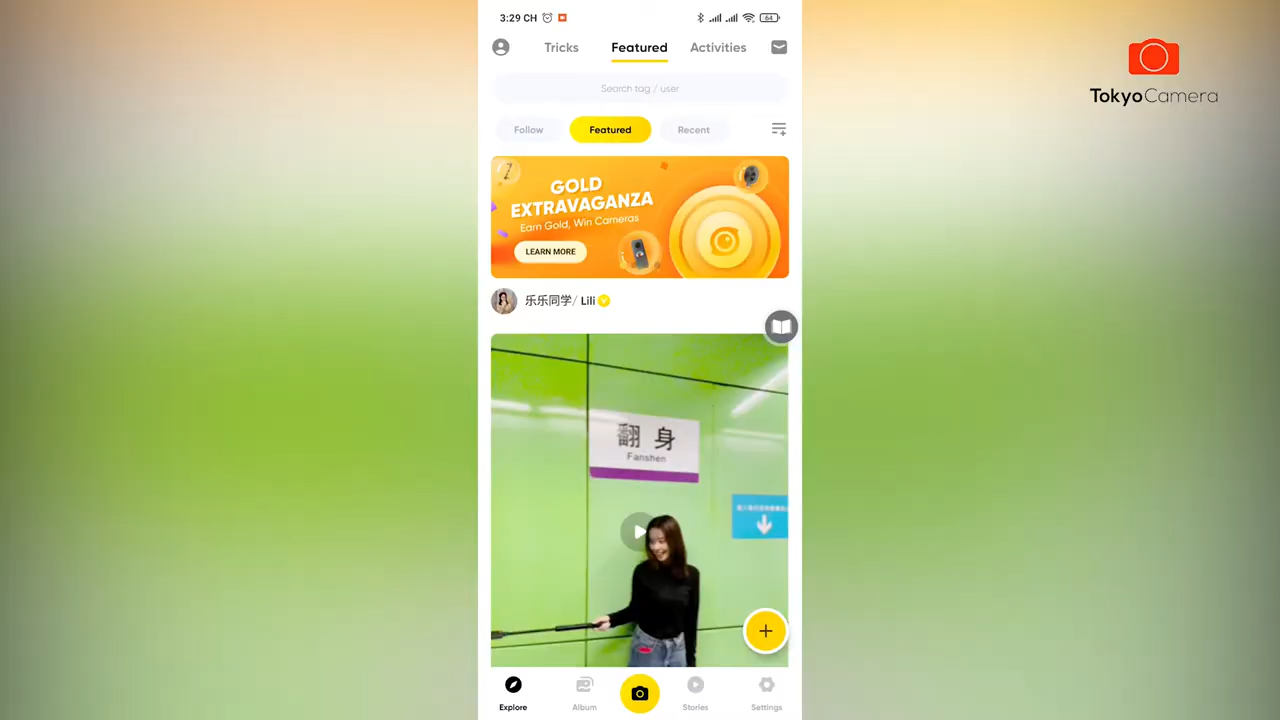 3:29 CH
64
Tricks
Featured
Activities
TokyoCamera
Search tag / user
Follow
Featured
Recent
GOLD
EXTRAVAGANZA
Earn Gold, Win Cameras
LEARN MORE
乐乐同学/ Lili
翻身
Fanshen
Explore
Album
Stories
Settings